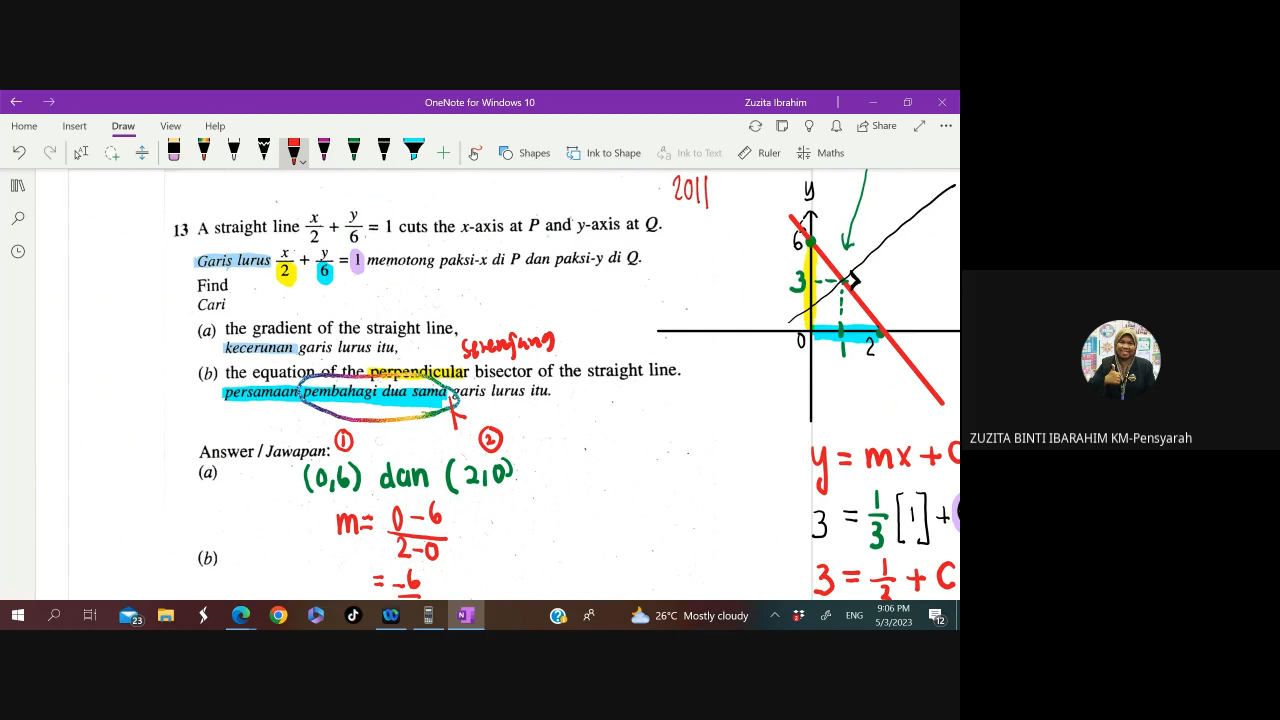 OneNote for Windows 10
Zuzita Ibrahim
Home Insert Draw View Help
Share
Shapes Ink to Shape Ink to Text Ruler Maths
2011
13 A straight line x/2 + y/6 = 1 cuts the x-axis at P and y-axis at Q.
Garis lurus x/2 + y/6 = 1 memotong paksi-x di P dan paksi-y di Q.
Find
Cari
(a) the gradient of the straight line,
kecerunan garis lurus itu,
serenjang
(b) the equation of the perpendicular bisector of the straight line.
persamaan pembahagi dua sama garis lurus itu.
Answer / Jawapan:
① ②
(a) (0,6) dan (2,0)
m = 0-6
2-0
= -6
(b)
y
6
3
0
1
2
y = mx + C
3 = 1/3 [1] +
3 = 1/3 + C
ZUZITA BINTI IBARAHIM KM-Pensyarah
23
26°C Mostly cloudy
ENG
9:06 PM
5/3/2023
12